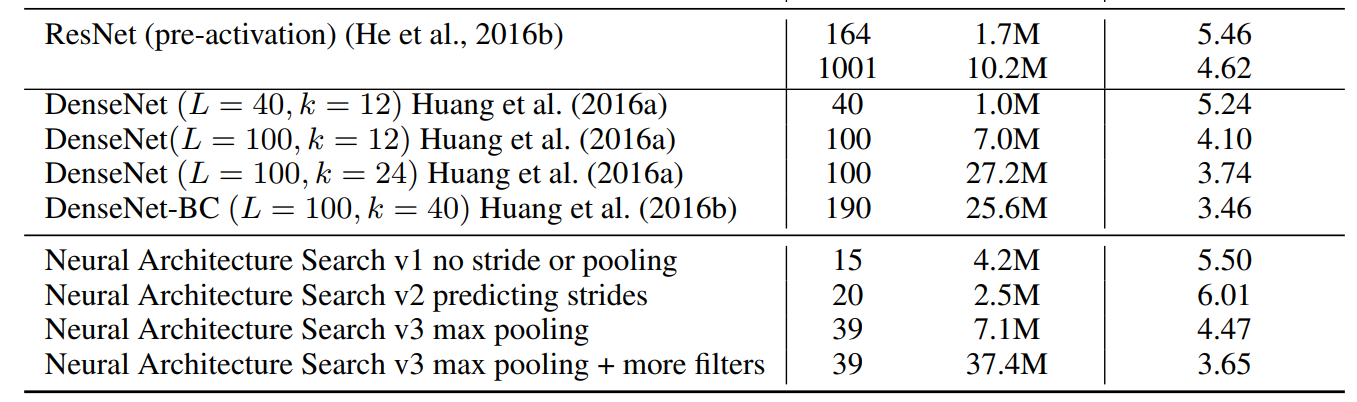 ResNet (pre-activation) (He et al., 2016b) 164 1.7M 5.46
1001 10.2M 4.62
DenseNet (L = 40, k = 12) Huang et al. (2016a) 40 1.0M 5.24
DenseNet(L = 100, k = 12) Huang et al. (2016a) 100 7.0M 4.10
DenseNet (L = 100, k = 24) Huang et al. (2016a) 100 27.2M 3.74
DenseNet-BC (L = 100, k = 40) Huang et al. (2016b) 190 25.6M 3.46
Neural Architecture Search v1 no stride or pooling 15 4.2M 5.50
Neural Architecture Search v2 predicting strides 20 2.5M 6.01
Neural Architecture Search v3 max pooling 39 7.1M 4.47
Neural Architecture Search v3 max pooling + more filters 39 37.4M 3.65